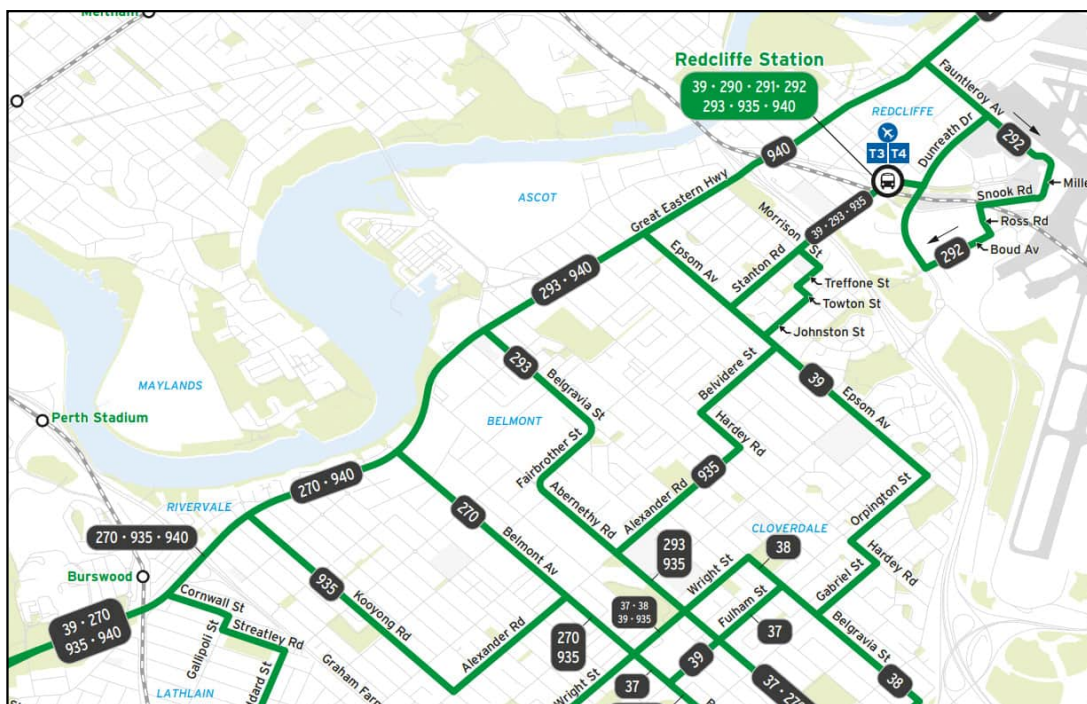 Meltham
Redcliffe Station
39 · 290 · 291 · 292
293 · 935 · 940
REDCLIFFE
Fauntleroy Av
292
Dunreath Dr
T3 T4
940
Snook Rd
Ross Rd
Boud Av
292
39 · 293 · 935
ASCOT
Great Eastern Hwy
Morrison St
Stanton Rd
Epsom Av
Treffone St
Towton St
Johnston St
293 · 940
MAYLANDS
Perth Stadium
293
Belgravia St
BELMONT
Fairbrother St
Abernethy Rd
Belvidere St
Hardey Rd
Alexander Rd
935
39
Epsom Av
Orpington St
Hardey Rd
Gabriel St
CLOVERDALE
38
293
935
Wright St
Fulham St
37
Belgravia St
38
270 · 940
RIVERVALE
270 · 935 · 940
270
Belmont Av
Burswood
935
Kooyong Rd
Alexander Rd
37 · 38
39 · 935
270
935
Wright St
37
39
39 · 270
935 · 940
Cornwall St
Streatley Rd
Gallipoli St
LATHLAIN